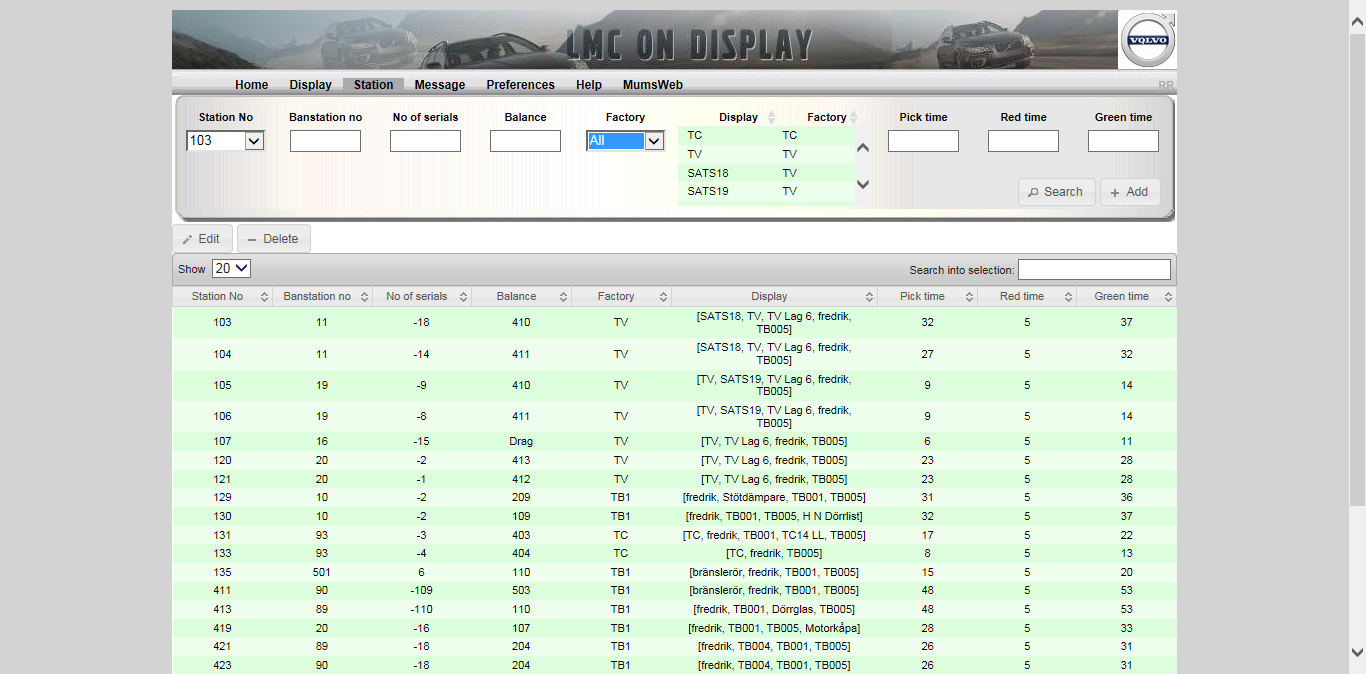 LMC ON DISPLAY
VOLVO
Home Display Station Message Preferences Help MumsWeb RR
Station No Banstation no No of serials Balance Factory Display Factory Pick time Red time Green time
103 All
TC TC
TV TV
SATS18 TV
SATS19 TV
Search + Add
Edit Delete
Show 20 Search into selection:
Station No Banstation no No of serials Balance Factory Display Pick time Red time Green time
103 11 -18 410 TV [SATS18, TV, TV Lag 6, fredrik, TB005] 32 5 37
104 11 -14 411 TV [SATS18, TV, TV Lag 6, fredrik, TB005] 27 5 32
105 19 -9 410 TV [TV, SATS19, TV Lag 6, fredrik, TB005] 9 5 14
106 19 -8 411 TV [TV, SATS19, TV Lag 6, fredrik, TB005] 9 5 14
107 16 -15 Drag TV [TV, TV Lag 6, fredrik, TB005] 6 5 11
120 20 -2 413 TV [TV, TV Lag 6, fredrik, TB005] 23 5 28
121 20 -1 412 TV [TV, TV Lag 6, fredrik, TB005] 23 5 28
129 10 -2 209 TB1 [fredrik, Stötdämpare, TB001, TB005] 31 5 36
130 10 -2 109 TB1 [fredrik, TB001, TB005, H N Dörrlist] 32 5 37
131 93 -3 403 TC [TC, fredrik, TB001, TC14 LL, TB005] 17 5 22
133 93 -4 404 TC [TC, fredrik, TB005] 8 5 13
135 501 6 110 TB1 [bränslerör, fredrik, TB001, TB005] 15 5 20
411 90 -109 503 TB1 [bränslerör, fredrik, TB001, TB005] 48 5 53
413 89 -110 110 TB1 [fredrik, TB001, Dörrglas, TB005] 48 5 53
419 20 -16 107 TB1 [fredrik, TB001, TB005, Motorkåpa] 28 5 33
421 89 -18 204 TB1 [fredrik, TB004, TB001, TB005] 26 5 31
423 90 -18 204 TB1 [fredrik, TB004, TB001, TB005] 26 5 31